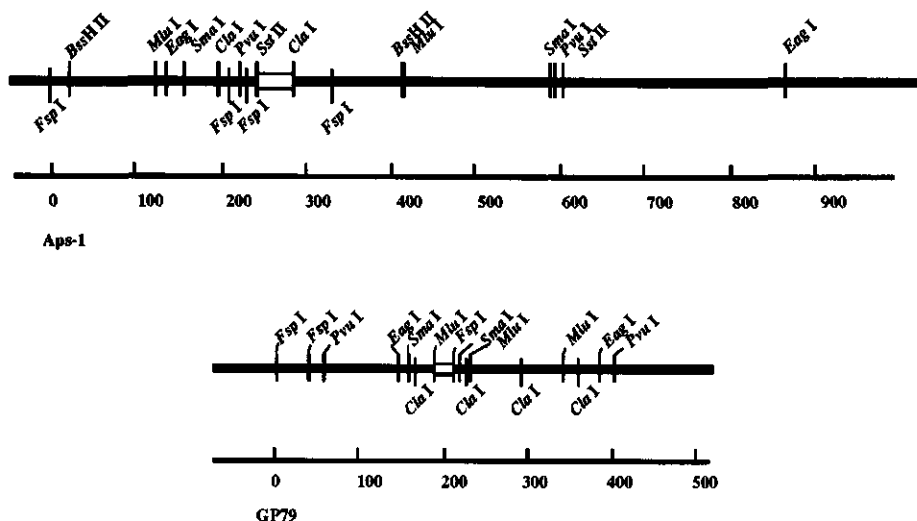 BssH II Mlu I Eag I Sma I Cla I Pvu I Sst II Cla I BssH II Mlu I Sma I Pvu I Sst II Eag I
Fsp I Fsp I Fsp I Fsp I
0 100 200 300 400 500 600 700 800 900
Aps-1
Fsp I Fsp I Pvu I Eag I Sma I Mlu I Fsp I Sma I Mlu I Mlu I Eag I Pvu I
Cla I Cla I Cla I Cla I
0 100 200 300 400 500
GP79